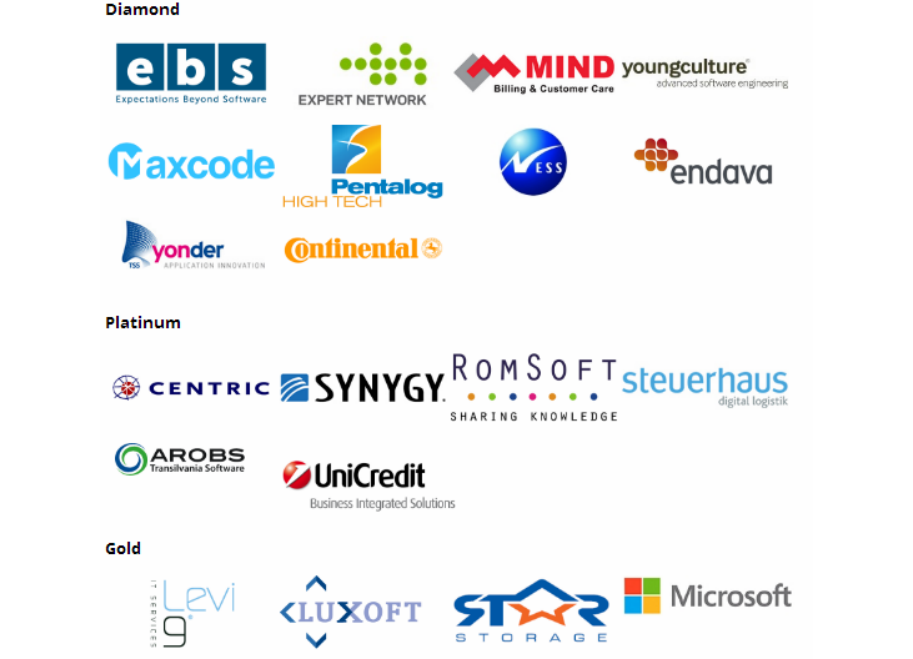 Diamond
ebs
Expectations Beyond Software
EXPERT NETWORK
MIND
Billing & Customer Care
youngculture®
advanced software engineering
Maxcode
Pentalog
HIGH TECH
NESS
endava
yonder
TSS
APPLICATION INNOVATION
Continental
Platinum
CENTRIC
SYNYGY.
ROMSOFT
SHARING KNOWLEDGE
steuerhaus
digital logistik
AROBS
Transilvania Software
UniCredit
Business Integrated Solutions
Gold
Levi
9
IT SERVICES
LUXOFT
STAR
STORAGE
Microsoft